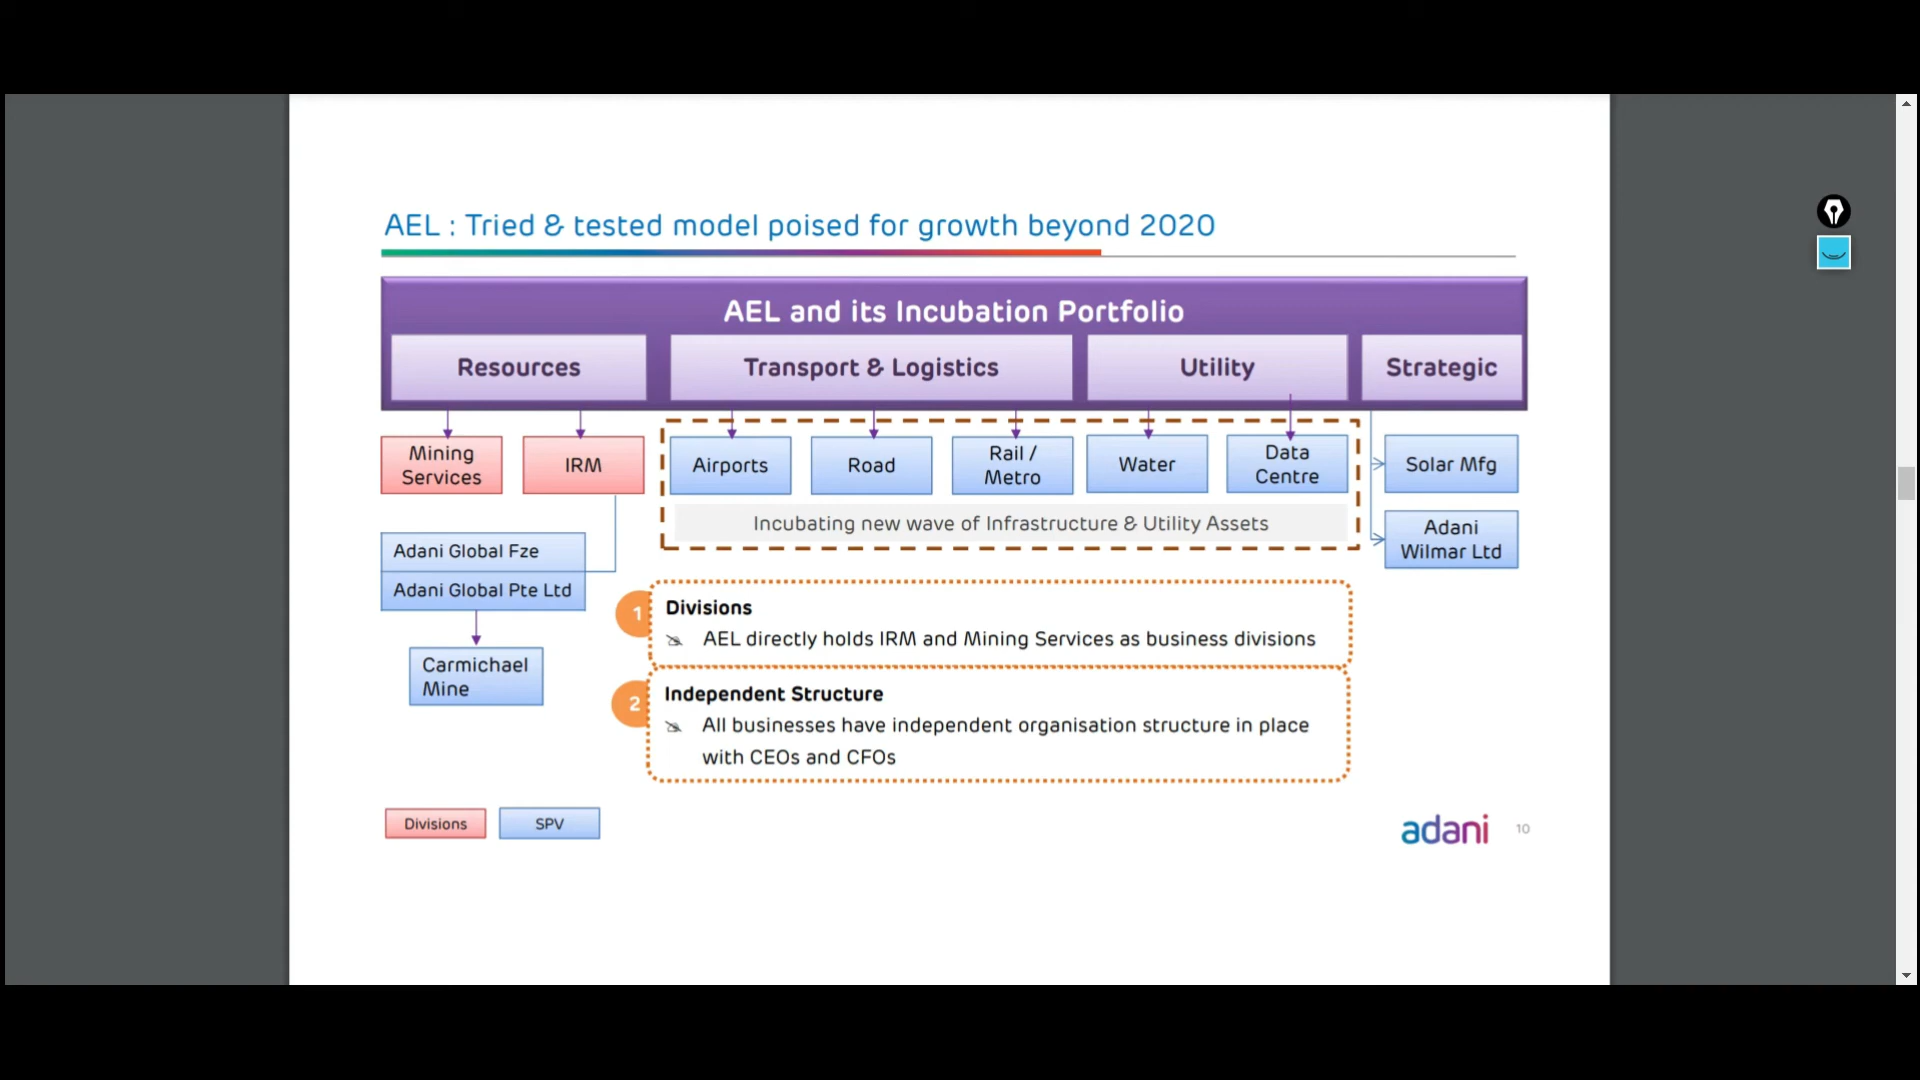 AEL : Tried & tested model poised for growth beyond 2020
AEL and its Incubation Portfolio
Resources
Transport & Logistics
Utility
Strategic
Mining
Services
IRM
Airports
Road
Rail /
Metro
Water
Data
Centre
Solar Mfg
Incubating new wave of Infrastructure & Utility Assets
Adani
Wilmar Ltd
Adani Global Fze
Adani Global Pte Ltd
Carmichael
Mine
1
Divisions
AEL directly holds IRM and Mining Services as business divisions
2
Independent Structure
All businesses have independent organisation structure in place
with CEOs and CFOs
Divisions
SPV
adani
10